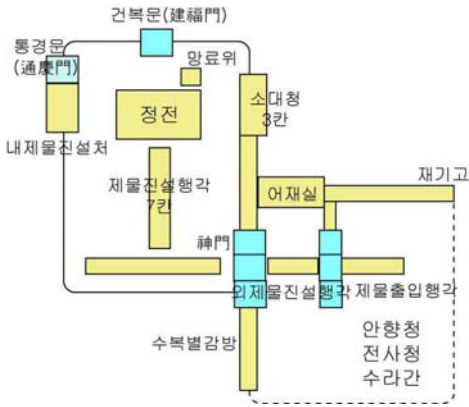 건복문(建福門)
통경문
(通慶門)
망료위
소대청
3칸
정전
내제물진설처
제물진설행각
7칸
재기고
어재실
神門
외제물진설행각
제물출입행각
수복별감방
안향청
전사청
수라간